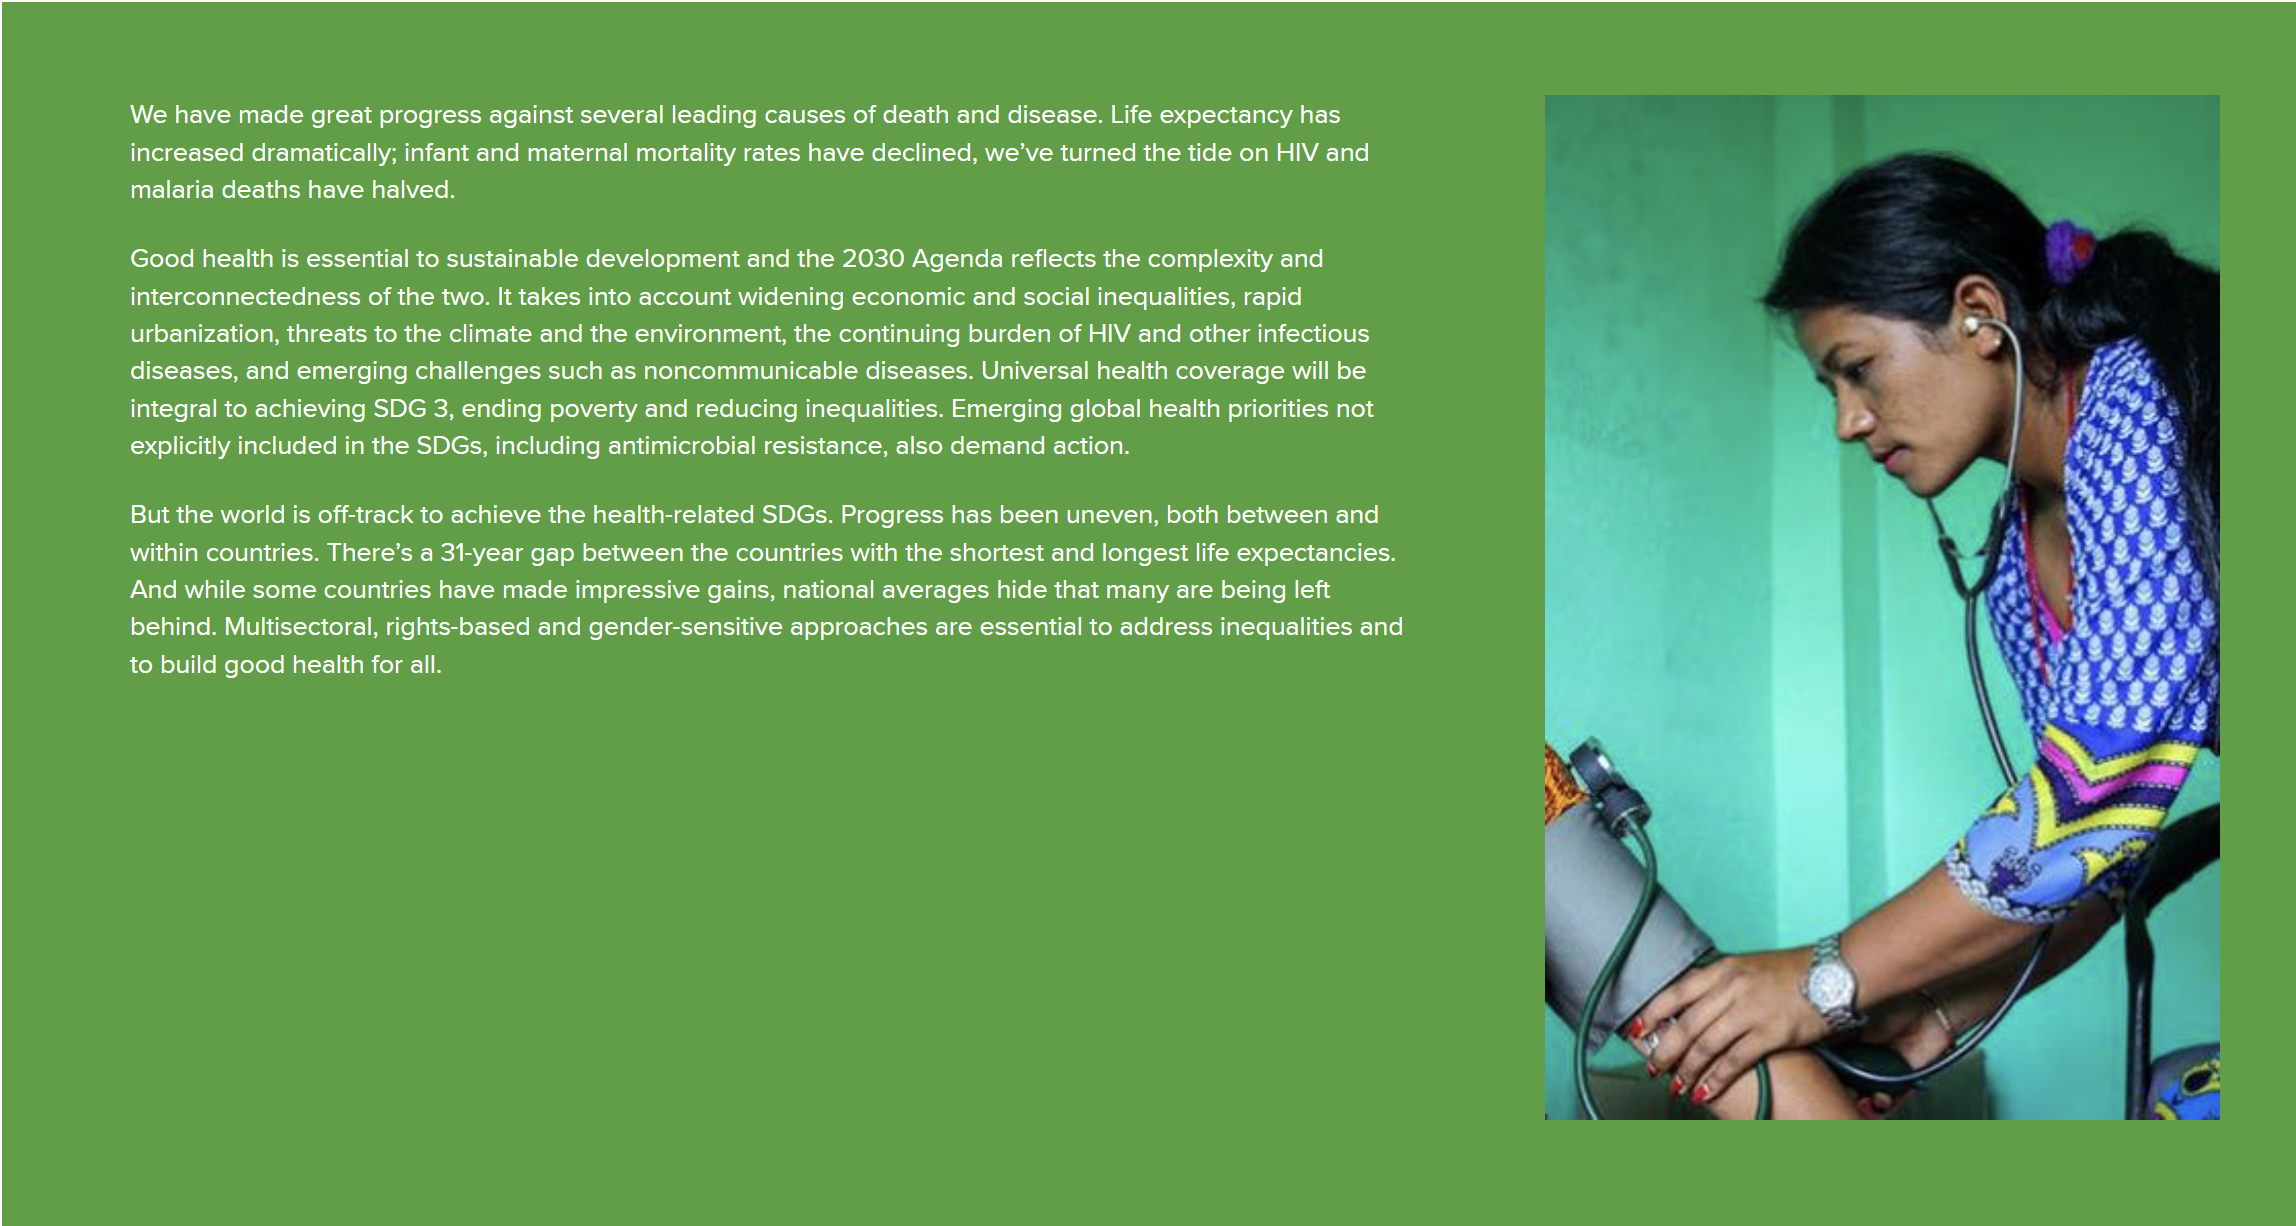 We have made great progress against several leading causes of death and disease. Life expectancy has
increased dramatically; infant and maternal mortality rates have declined, we’ve turned the tide on HIV and
malaria deaths have halved.
Good health is essential to sustainable development and the 2030 Agenda reflects the complexity and
interconnectedness of the two. It takes into account widening economic and social inequalities, rapid
urbanization, threats to the climate and the environment, the continuing burden of HIV and other infectious
diseases, and emerging challenges such as noncommunicable diseases. Universal health coverage will be
integral to achieving SDG 3, ending poverty and reducing inequalities. Emerging global health priorities not
explicitly included in the SDGs, including antimicrobial resistance, also demand action.
But the world is off-track to achieve the health-related SDGs. Progress has been uneven, both between and
within countries. There’s a 31-year gap between the countries with the shortest and longest life expectancies.
And while some countries have made impressive gains, national averages hide that many are being left
behind. Multisectoral, rights-based and gender-sensitive approaches are essential to address inequalities and
to build good health for all.